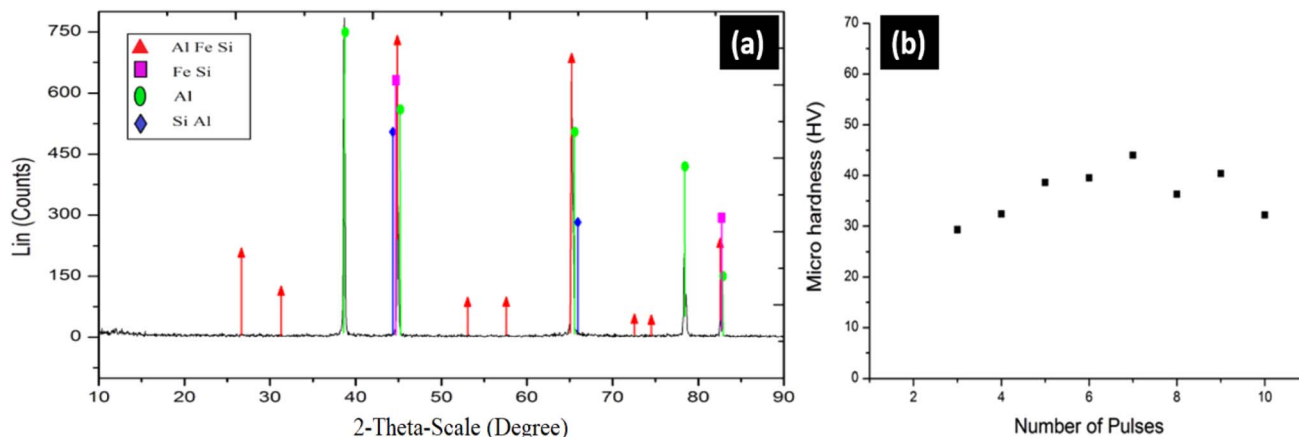 750
600
450
300
150
0
Lin (Counts)
Al Fe Si
Fe Si
Al
Si Al
(a)
10 20 30 40 50 60 70 80 90
2-Theta-Scale (Degree)
(b)
70
60
50
40
30
20
10
0
Micro hardness (HV)
2 4 6 8 10
Number of Pulses